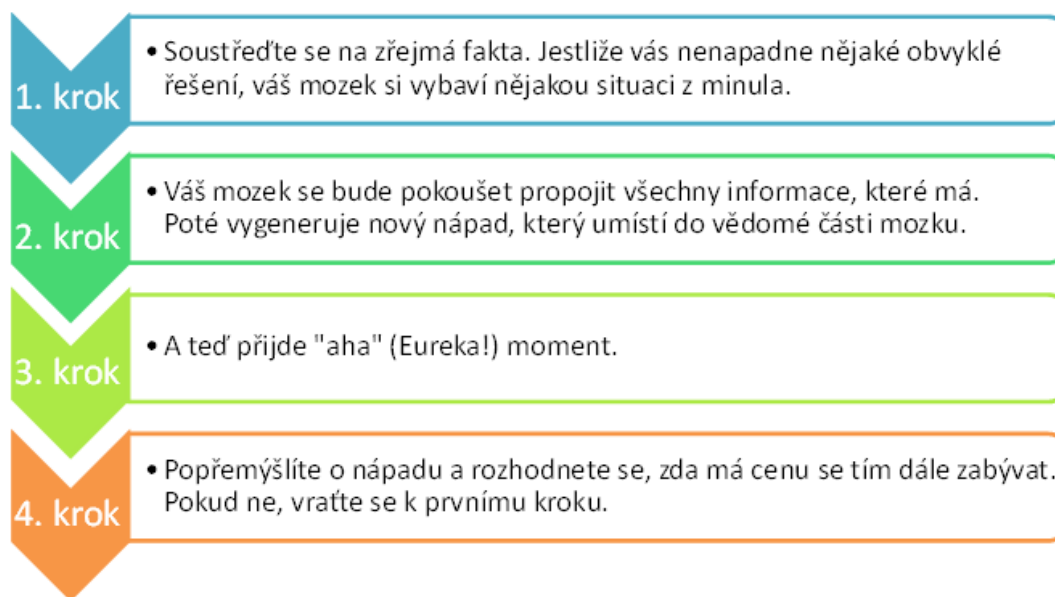 1. krok
• Soustřeďte se na zřejmá fakta. Jestliže vás nenapadne nějaké obvyklé
řešení, váš mozek si vybaví nějakou situaci z minula.
2. krok
• Váš mozek se bude pokoušet propojit všechny informace, které má.
Poté vygeneruje nový nápad, který umístí do vědomé části mozku.
3. krok
• A teď přijde "aha" (Eureka!) moment.
4. krok
• Popřemýšlíte o nápadu a rozhodnete se, zda má cenu se tím dále zabývat.
Pokud ne, vraťte se k prvnímu kroku.